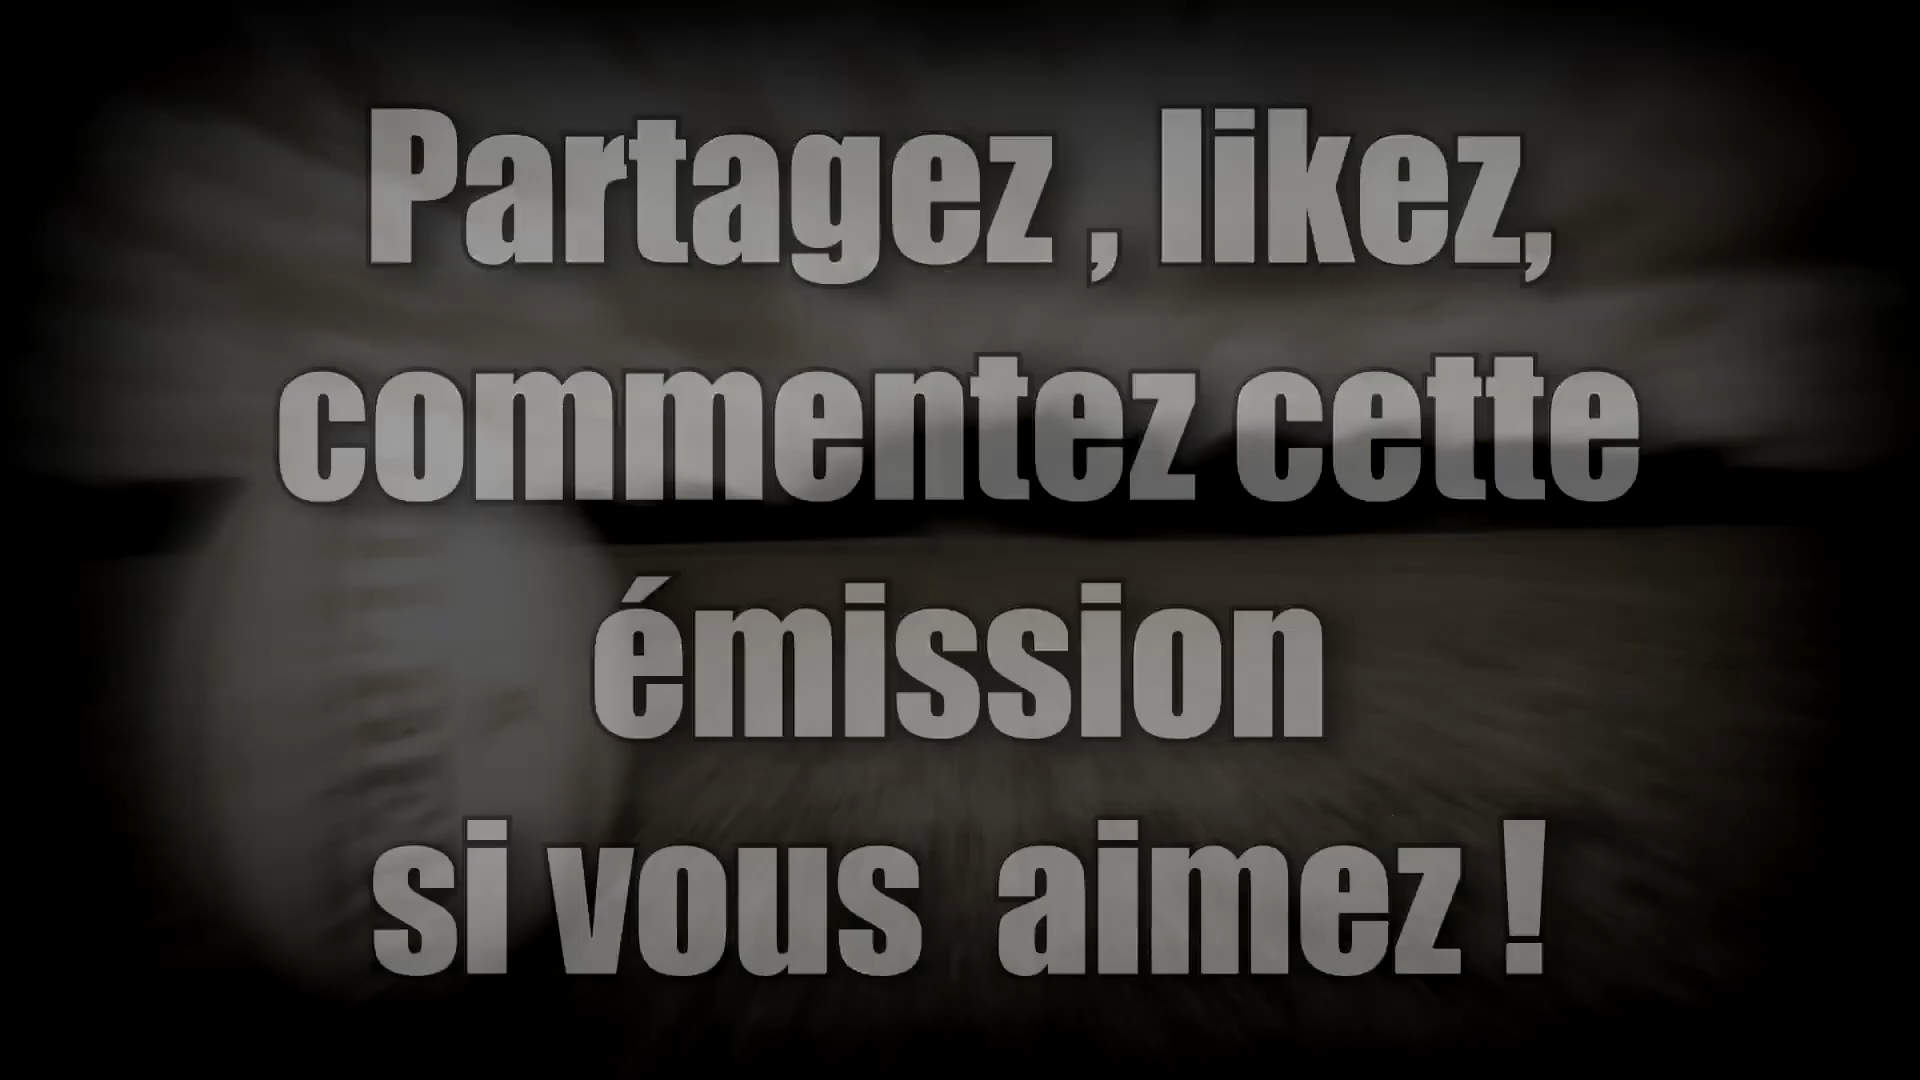 Partagez , likez,
commentez cette
émission
si vous  aimez !